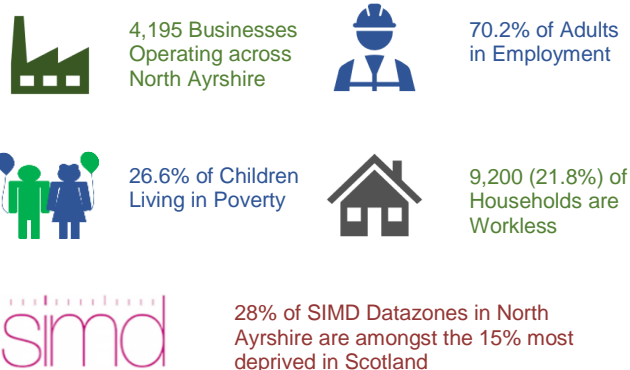 4,195 Businesses
Operating across
North Ayrshire
70.2% of Adults
in Employment
26.6% of Children
Living in Poverty
9,200 (21.8%) of
Households are
Workless
simd
28% of SIMD Datazones in North
Ayrshire are amongst the 15% most
deprived in Scotland